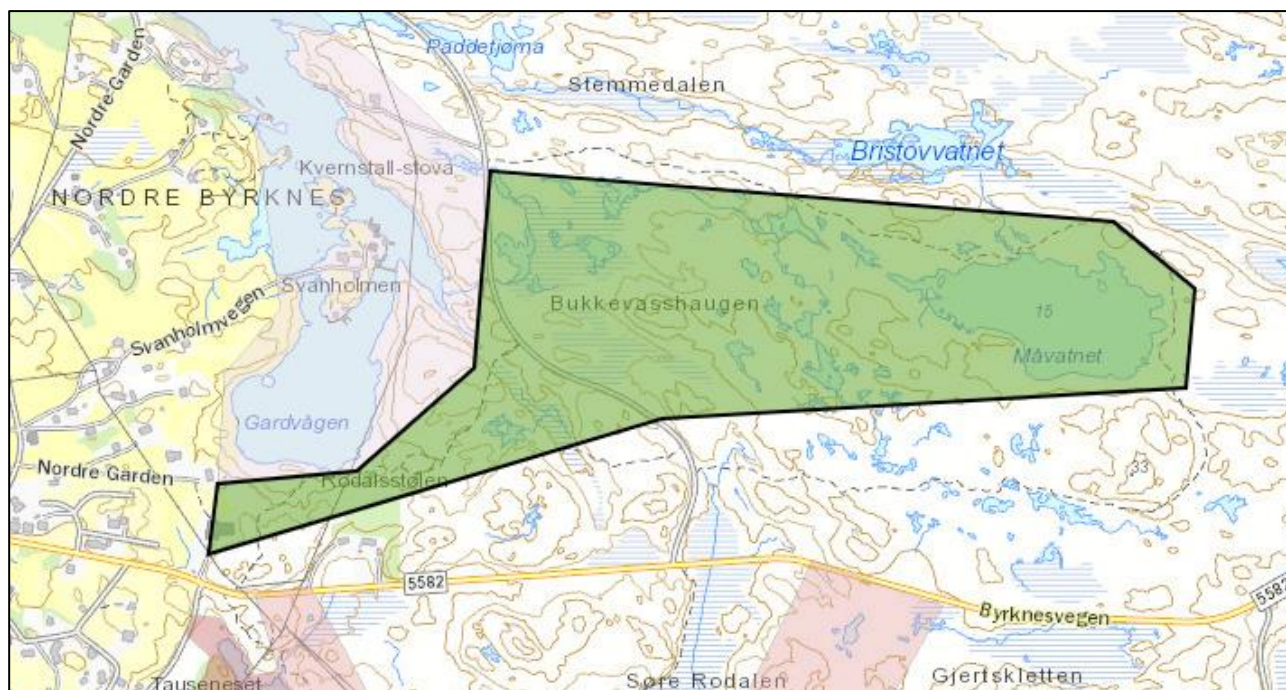 Paddetjørna
Stemmedalen
Nordre Garden
Bristovvatnet
Kvernstall-stova
NORDRE BYRKNES
Svanholmen
Bukkevasshaugen
15
Svanholmvegen
Måvatnet
Gardvågen
Nordre Garden
Rodalsstølen
33
5582
5582
Byrknesvegen
Tauseneset
Søre Rodalen
Gjertskletten